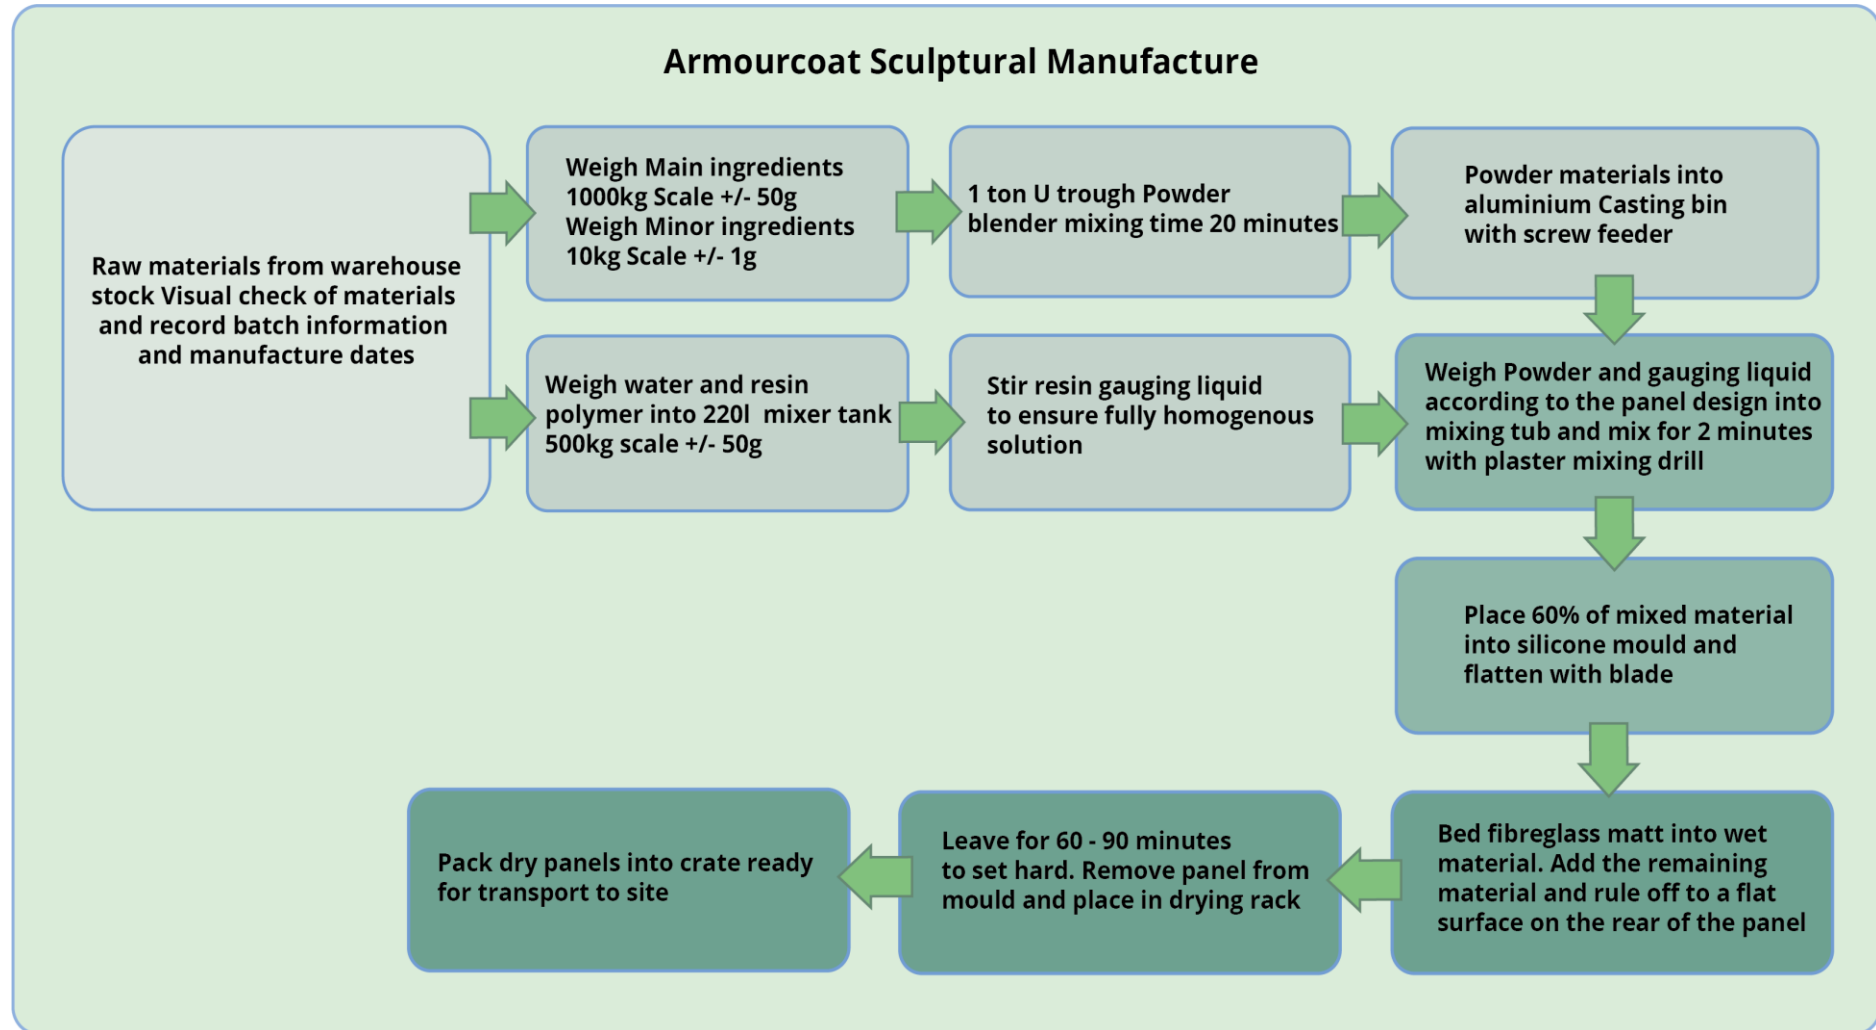 Armourcoat Sculptural Manufacture
Raw materials from warehouse
stock Visual check of materials
and record batch information
and manufacture dates
Weigh Main ingredients
1000kg Scale +/- 50g
Weigh Minor ingredients
10kg Scale +/- 1g
1 ton U trough Powder
blender mixing time 20 minutes
Powder materials into
aluminium Casting bin
with screw feeder
Weigh water and resin
polymer into 220l mixer tank
500kg scale +/- 50g
Stir resin gauging liquid
to ensure fully homogenous
solution
Weigh Powder and gauging liquid
according to the panel design into
mixing tub and mix for 2 minutes
with plaster mixing drill
Place 60% of mixed material
into silicone mould and
flatten with blade
Bed fibreglass matt into wet
material. Add the remaining
material and rule off to a flat
surface on the rear of the panel
Leave for 60 - 90 minutes
to set hard. Remove panel from
mould and place in drying rack
Pack dry panels into crate ready
for transport to site